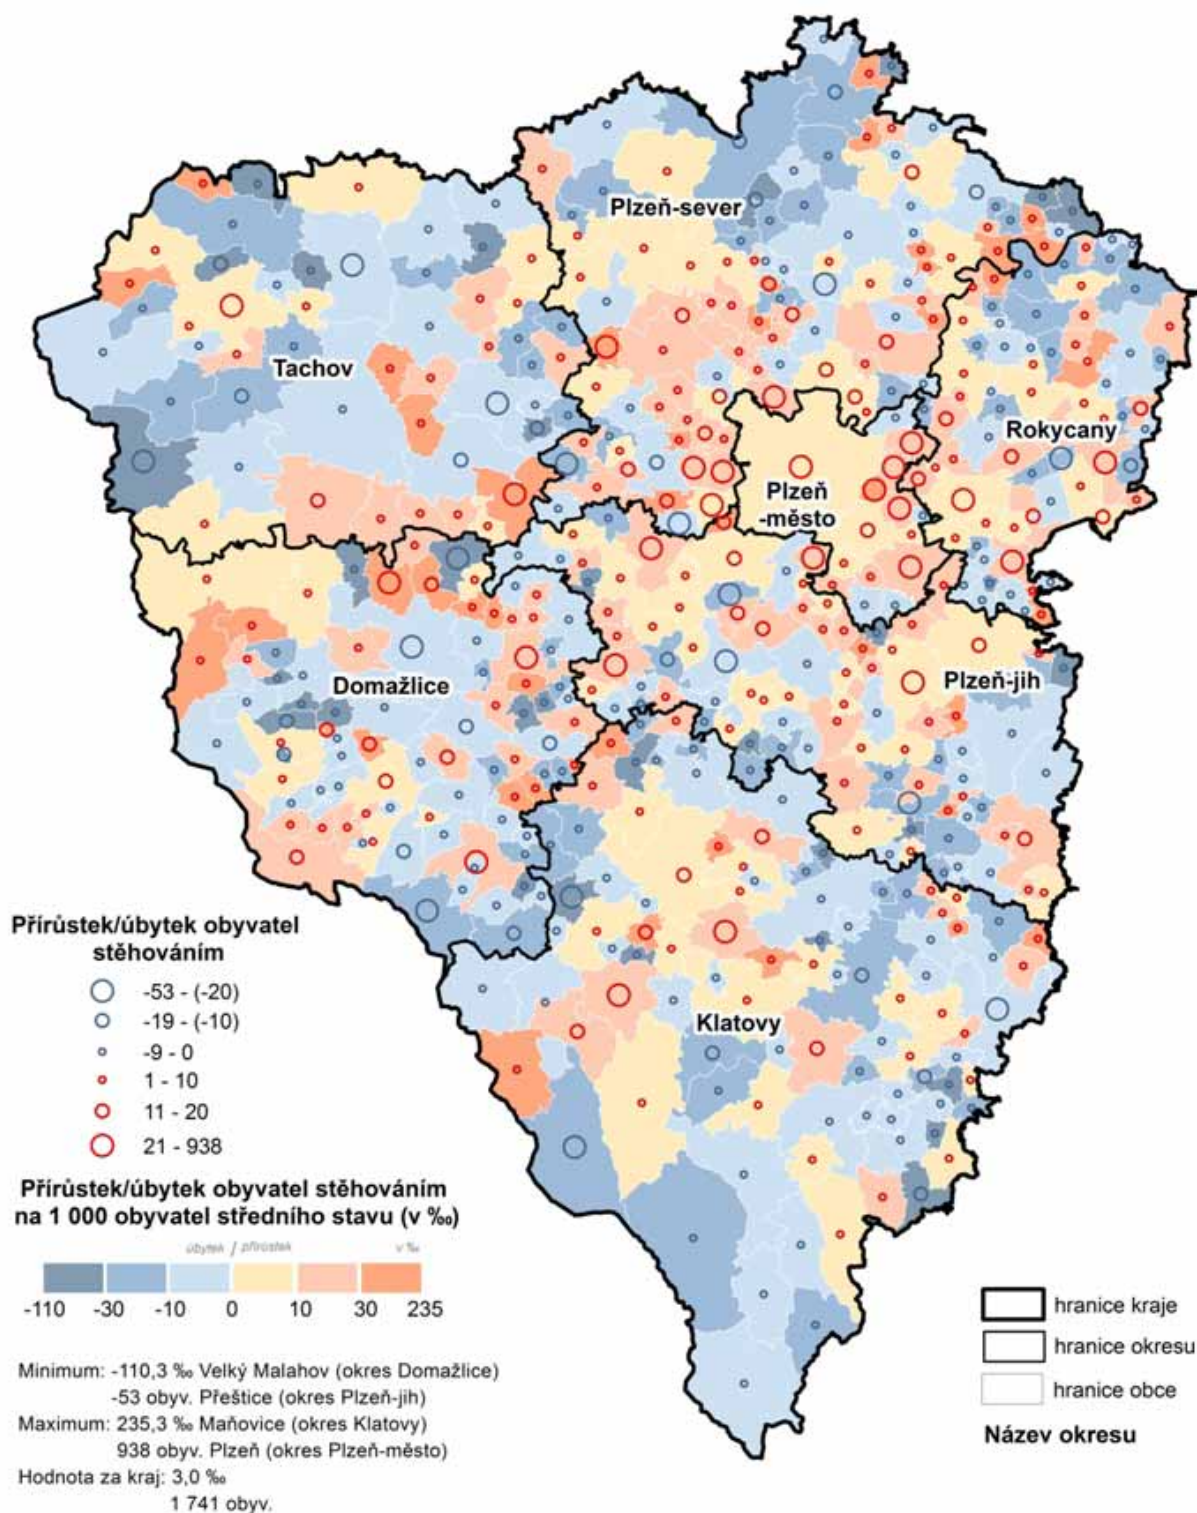 Plzeň-sever
Tachov
Rokycany
Plzeň
-město
Domažlice
Plzeň-jih
Klatovy
Přírůstek/úbytek obyvatel
stěhováním
-53 - (-20)
-19 - (-10)
-9 - 0
1 - 10
11 - 20
21 - 938
Přírůstek/úbytek obyvatel stěhováním
na 1 000 obyvatel středního stavu (v ‰)
úbytek / přírůstek v ‰
-110 -30 -10 0 10 30 235
Minimum: -110,3 ‰ Velký Malahov (okres Domažlice)
-53 obyv. Přeštice (okres Plzeň-jih)
Maximum: 235,3 ‰ Maňovice (okres Klatovy)
938 obyv. Plzeň (okres Plzeň-město)
Hodnota za kraj: 3,0 ‰
1 741 obyv.
hranice kraje
hranice okresu
hranice obce
Název okresu